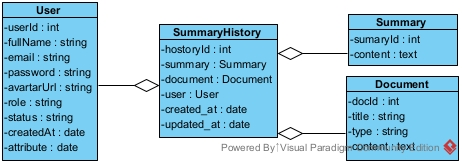 User
-userId : int
-fullName : string
-email : string
-password : string
-avartarUrl : string
-role : string
-status : string
-createdAt : date
-attribute : date
SummaryHistory
-hostoryId : int
-summary : Summary
-document : Document
-user : User
-created_at : date
-updated_at : date
Summary
-sumaryId : int
-content : text
Document
-docId : int
-title : string
-type : string
-content : text
Powered By Visual Paradigm Community Edition